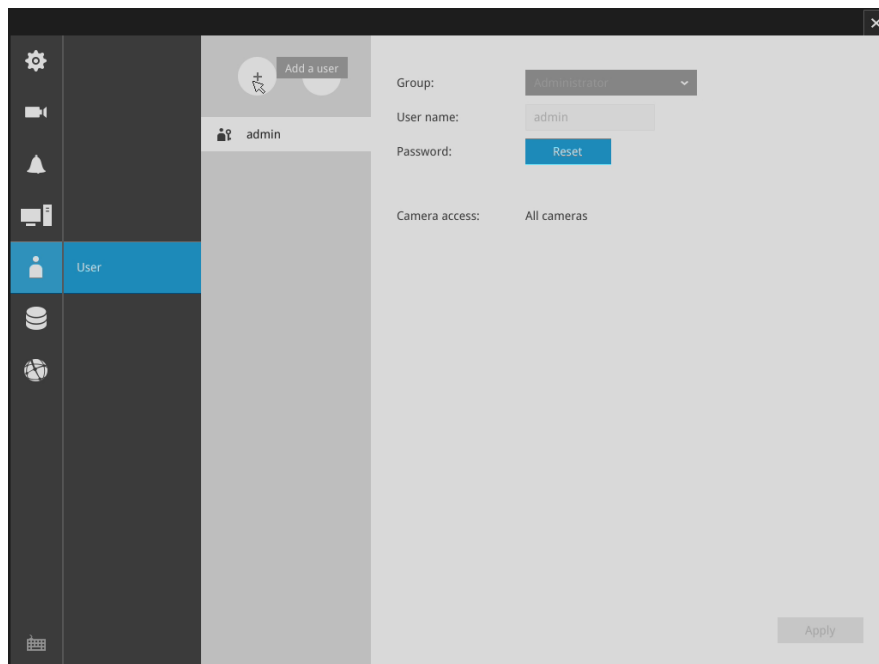 Add a user
Group: Administrator
User name: admin
admin
Password: Reset
Camera access: All cameras
User
Apply